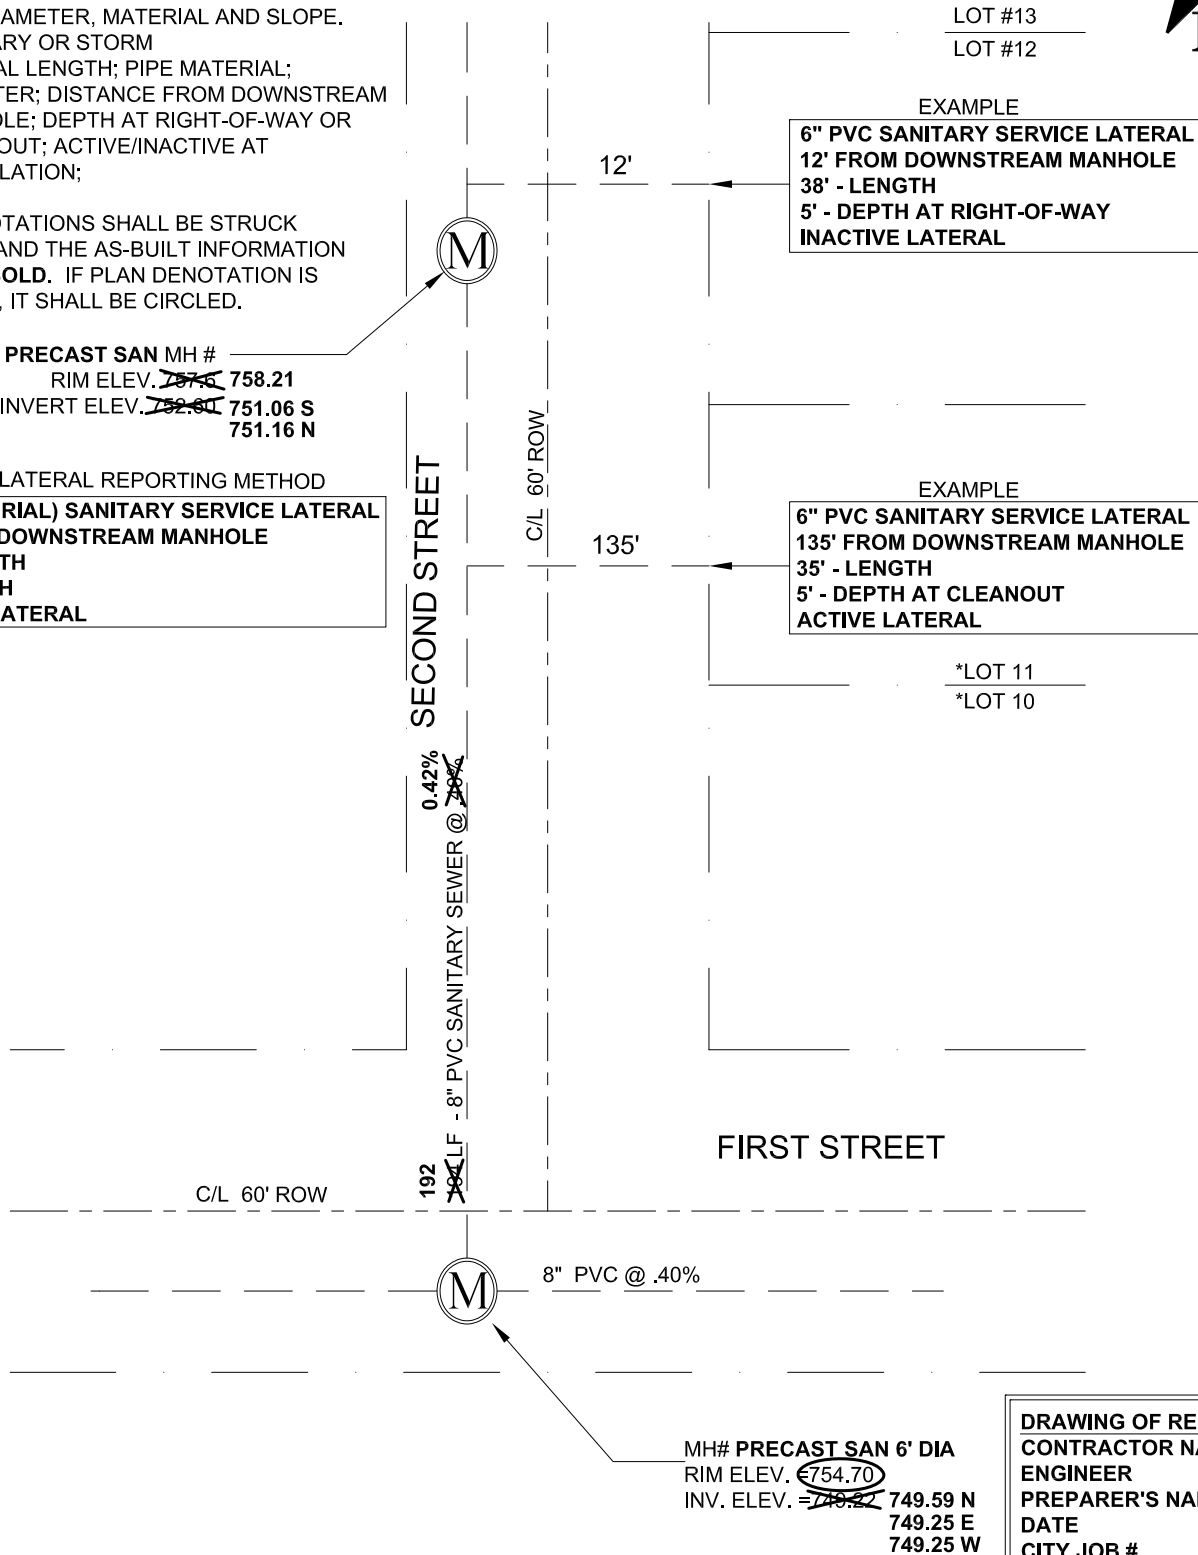 AMETER, MATERIAL AND SLOPE.
ARY OR STORM
AL LENGTH; PIPE MATERIAL;
TER; DISTANCE FROM DOWNSTREAM
OLE; DEPTH AT RIGHT-OF-WAY OR
OUT; ACTIVE/INACTIVE AT
LATION;
OTATIONS SHALL BE STRUCK
AND THE AS-BUILT INFORMATION
BOLD. IF PLAN DENOTATION IS
, IT SHALL BE CIRCLED.
LOT #13
LOT #12
EXAMPLE
6" PVC SANITARY SERVICE LATERAL
12' FROM DOWNSTREAM MANHOLE
38' - LENGTH
5' - DEPTH AT RIGHT-OF-WAY
INACTIVE LATERAL
12'
M
PRECAST SAN MH #
RIM ELEV. 757.6 758.21
INVERT ELEV. 752.60 751.06 S
751.16 N
LATERAL REPORTING METHOD
RIAL) SANITARY SERVICE LATERAL
DOWNSTREAM MANHOLE
TH
H
ATERAL
SECOND STREET
C/L 60' ROW
135'
EXAMPLE
6" PVC SANITARY SERVICE LATERAL
135' FROM DOWNSTREAM MANHOLE
35' - LENGTH
5' - DEPTH AT CLEANOUT
ACTIVE LATERAL
*LOT 11
*LOT 10
0.42%
192
LF - 8" PVC SANITARY SEWER @ .40%
FIRST STREET
C/L 60' ROW
M
8" PVC @ .40%
MH# PRECAST SAN 6' DIA
RIM ELEV. =754.70
INV. ELEV. =749.22 749.59 N
749.25 E
749.25 W
DRAWING OF RE
CONTRACTOR NA
ENGINEER
PREPARER'S NAM
DATE
CITY JOB #